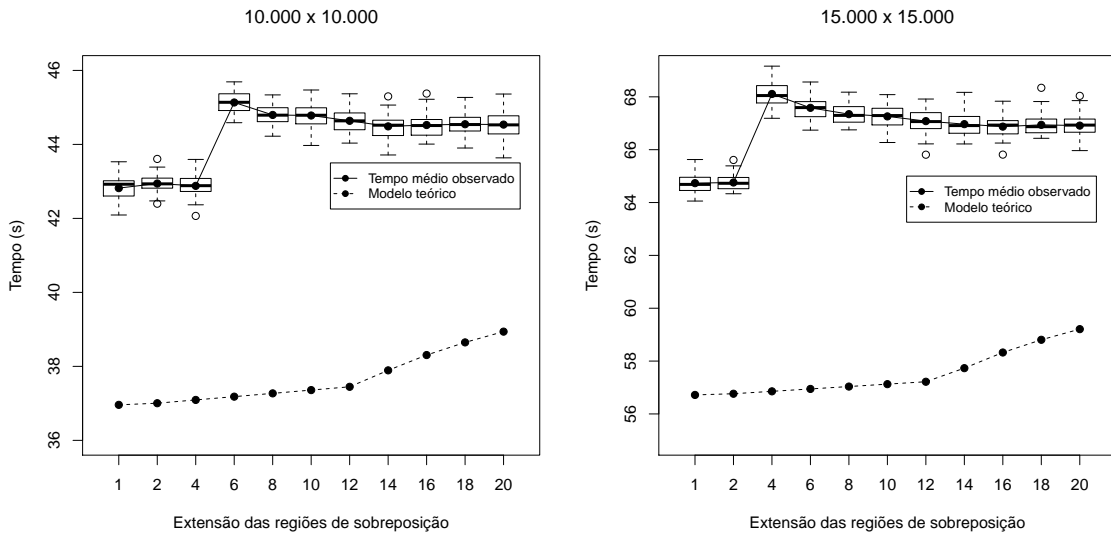 10.000 x 10.000
46
44
42
40
38
36
Tempo (s)
Tempo médio observado
Modelo teórico
1 2 4 6 8 10 12 14 16 18 20
Extensão das regiões de sobreposição
15.000 x 15.000
68
66
64
62
60
58
56
Tempo (s)
Tempo médio observado
Modelo teórico
1 2 4 6 8 10 12 14 16 18 20
Extensão das regiões de sobreposição